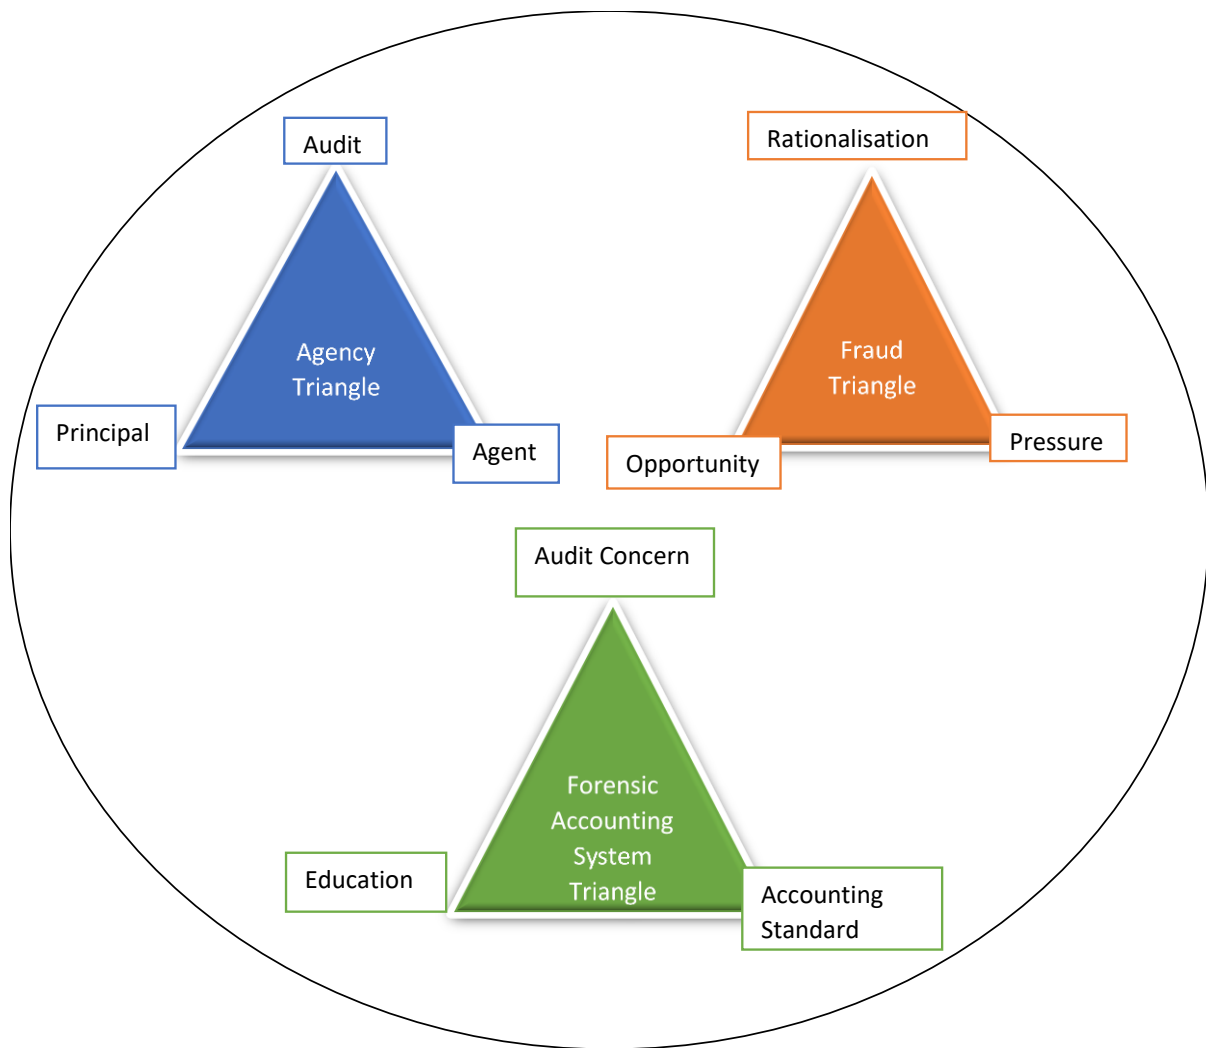 Audit
Agency
Triangle
Principal
Agent
Rationalisation
Fraud
Triangle
Opportunity
Pressure
Audit Concern
Forensic
Accounting
System
Triangle
Education
Accounting
Standard